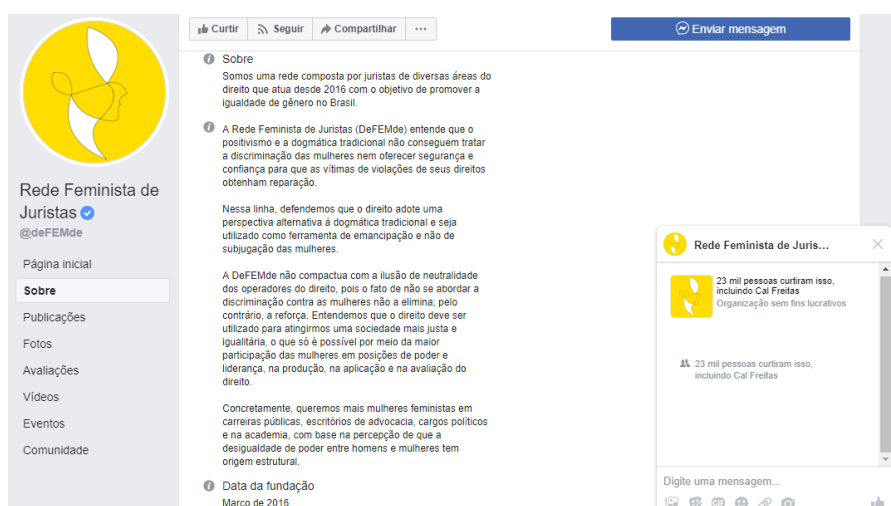 Curtir
Seguir
Compartilhar
...
Enviar mensagem
Rede Feminista de
Juristas
@deFEMde
Página inicial
Sobre
Publicações
Fotos
Avaliações
Vídeos
Eventos
Comunidade
Sobre
Somos uma rede composta por juristas de diversas áreas do
direito que atua desde 2016 com o objetivo de promover a
igualdade de gênero no Brasil.
A Rede Feminista de Juristas (DeFEMde) entende que o
positivismo e a dogmática tradicional não conseguem tratar
a discriminação das mulheres nem oferecer segurança e
confiança para que as vítimas de violações de seus direitos
obtenham reparação.
Nessa linha, defendemos que o direito adote uma
perspectiva alternativa á dogmática tradicional e seja
utilizado como ferramenta de emancipação e não de
subjugação das mulheres.
A DeFEMde não compactua com a ilusão de neutralidade
dos operadores do direito, pois o fato de não se abordar a
discriminação contra as mulheres não a elimina; pelo
contrário, a reforça. Entendemos que o direito deve ser
utilizado para atingirmos uma sociedade mais justa e
igualitária, o que só é possível por meio da maior
participação das mulheres em posições de poder e
liderança, na produção, na aplicação e na avaliação do
direito.
Concretamente, queremos mais mulheres feministas em
carreiras públicas, escritórios de advocacia, cargos políticos
e na academia, com base na percepção de que a
desigualdade de poder entre homens e mulheres tem
origem estrutural.
Data da fundação
Março de 2016
Rede Feminista de Juris...
23 mil pessoas curtiram isso,
incluindo Cal Freitas
Organização sem fins lucrativos
23 mil pessoas curtiram isso,
incluindo Cal Freitas
Digite uma mensagem...
GIF